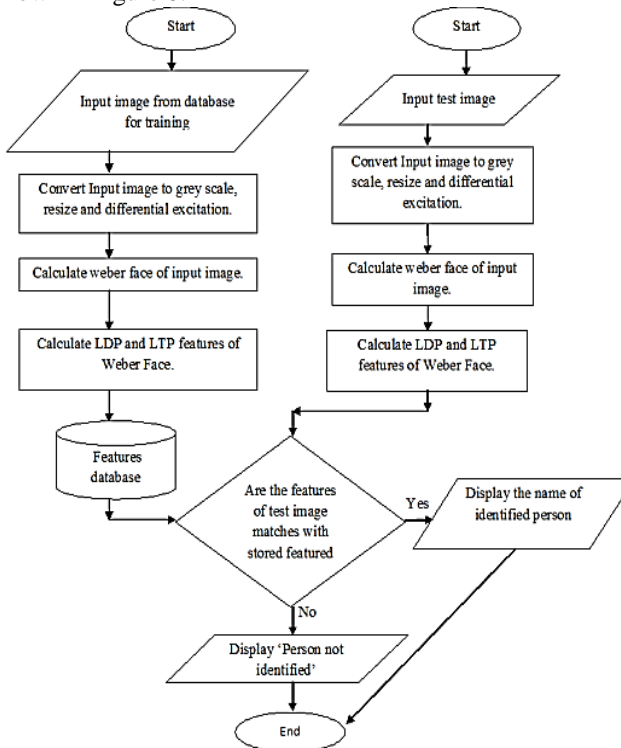 Start
Input image from database
for training
Convert Input image to grey scale,
resize and differential excitation.
Calculate weber face of input image.
Calculate LDP and LTP features of
Weber Face.
Features
database
Start
Input test image
Convert Input image to grey
scale, resize and differential
excitation.
Calculate weber face of input
image.
Calculate LDP and LTP
features of Weber Face.
Are the features
of test image
matches with
stored featured
Yes
Display the name of
identified person
No
Display ‘Person not
identified’
End